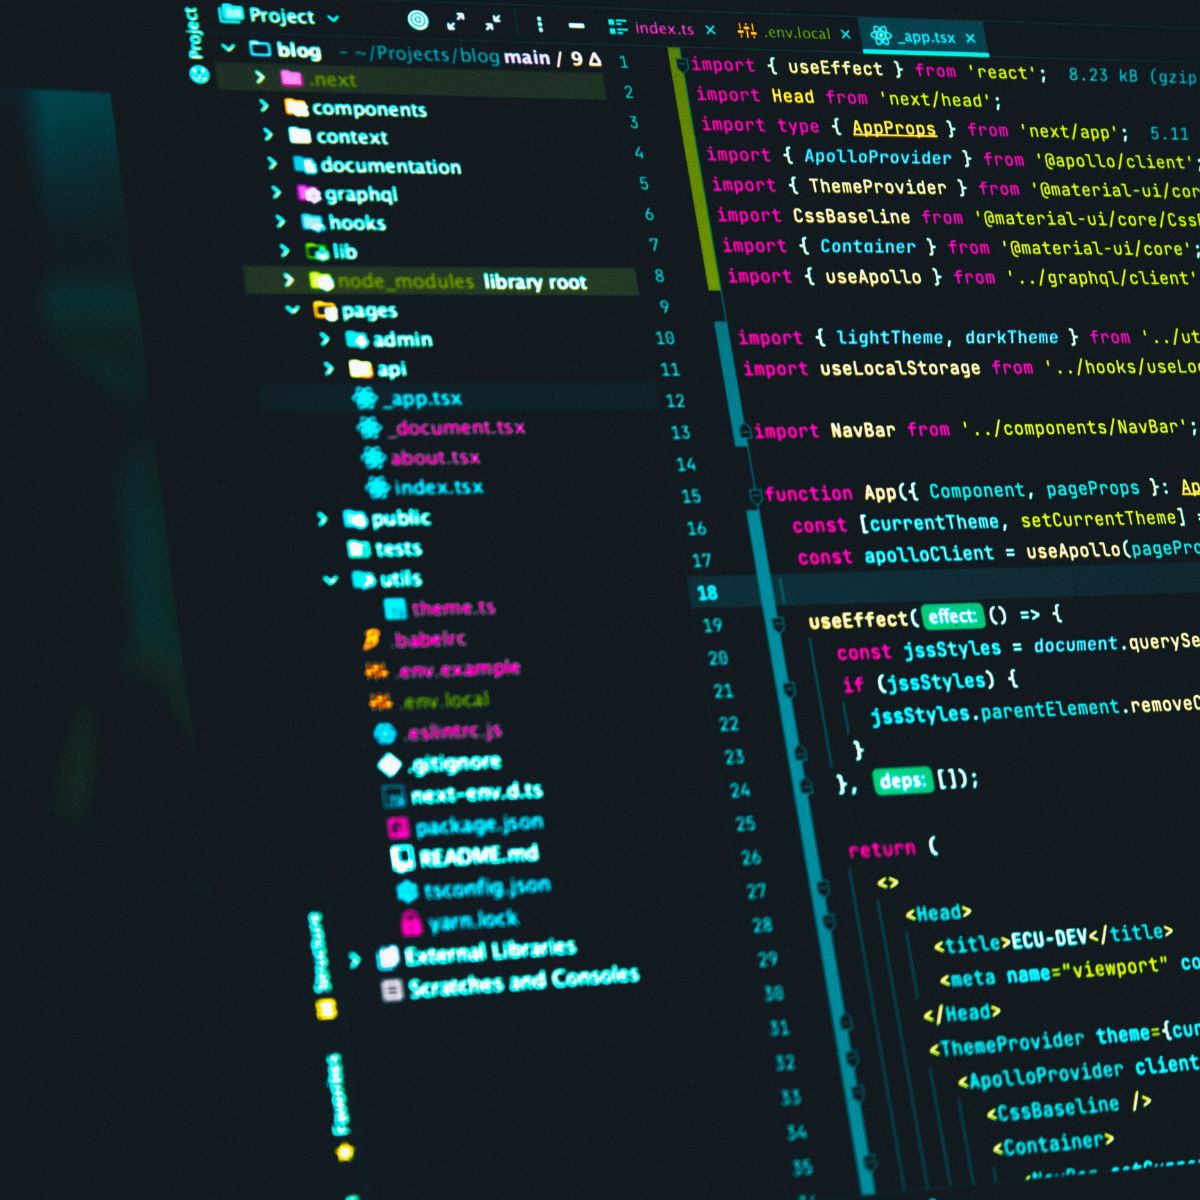 Project
Project
index.ts
.env.local
_app.tsx
blog ~/Projects/blog main / 9 Δ
.next
components
context
documentation
graphql
hooks
lib
node_modules library root
pages
admin
api
_app.tsx
_document.tsx
about.tsx
index.tsx
public
tests
utils
theme.ts
.babelrc
.env.example
.env.local
.eslintrc.js
.gitignore
next-env.d.ts
package.json
README.md
tsconfig.json
yarn.lock
External Libraries
Scratches and Consoles
Structure
Favorites
1 import { useEffect } from 'react'; 8.23 kB (gzip
2 import Head from 'next/head';
3 import type { AppProps } from 'next/app'; 5.11
4 import { ApolloProvider } from '@apollo/client';
5 import { ThemeProvider } from '@material-ui/cor
6 import CssBaseline from '@material-ui/core/Css
7 import { Container } from '@material-ui/core';
8 import { useApollo } from '../graphql/client'
9
10 import { lightTheme, darkTheme } from '../ut
11 import useLocalStorage from '../hooks/useLo
12
13 import NavBar from '../components/NavBar';
14
15 function App({ Component, pageProps }: Ap
16 const [currentTheme, setCurrentTheme] =
17 const apolloClient = useApollo(pagePro
18
19 useEffect( effect: () => {
20 const jssStyles = document.querySe
21 if (jssStyles) {
22 jssStyles.parentElement.removeC
23 }
24 }, deps: []);
25
26 return (
27 <>
28 <Head>
29 <title>ECU-DEV</title>
30 <meta name="viewport" co
31 </Head>
32 <ThemeProvider theme={cur
33 <ApolloProvider client
34 <CssBaseline />
35 <Container>